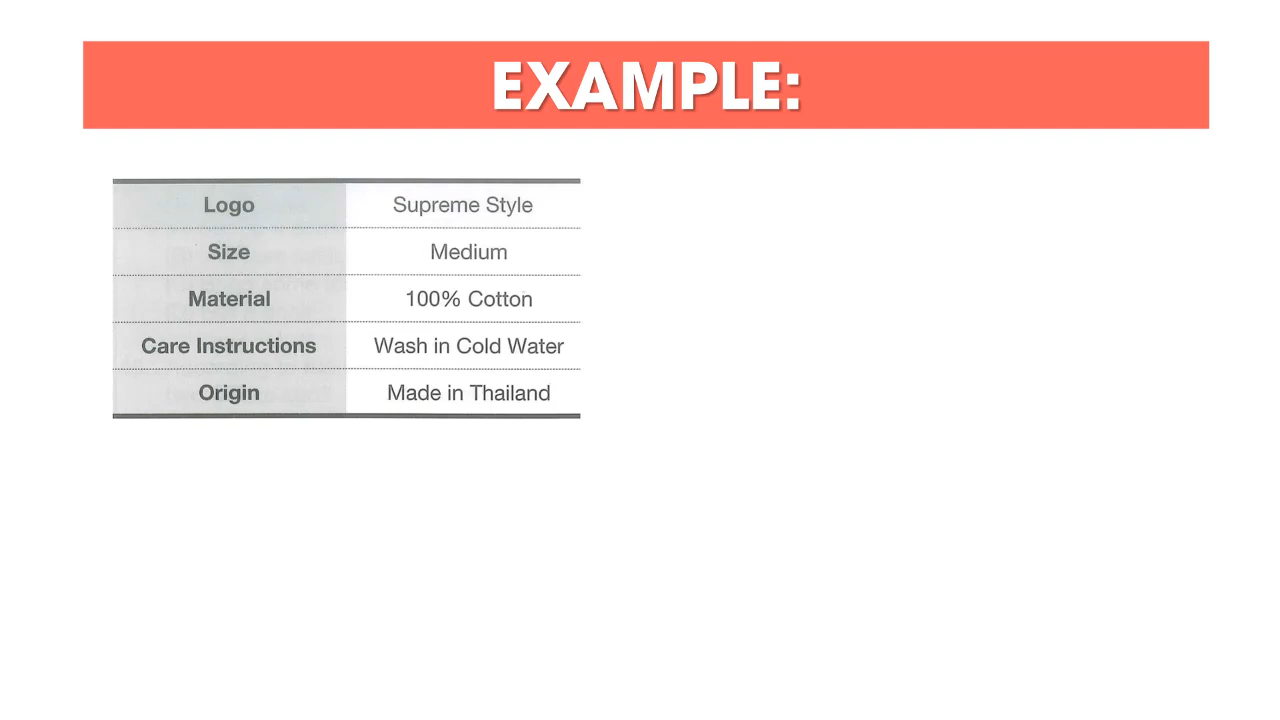 EXAMPLE:
Logo Supreme Style
Size Medium
Material 100% Cotton
Care Instructions Wash in Cold Water
Origin Made in Thailand